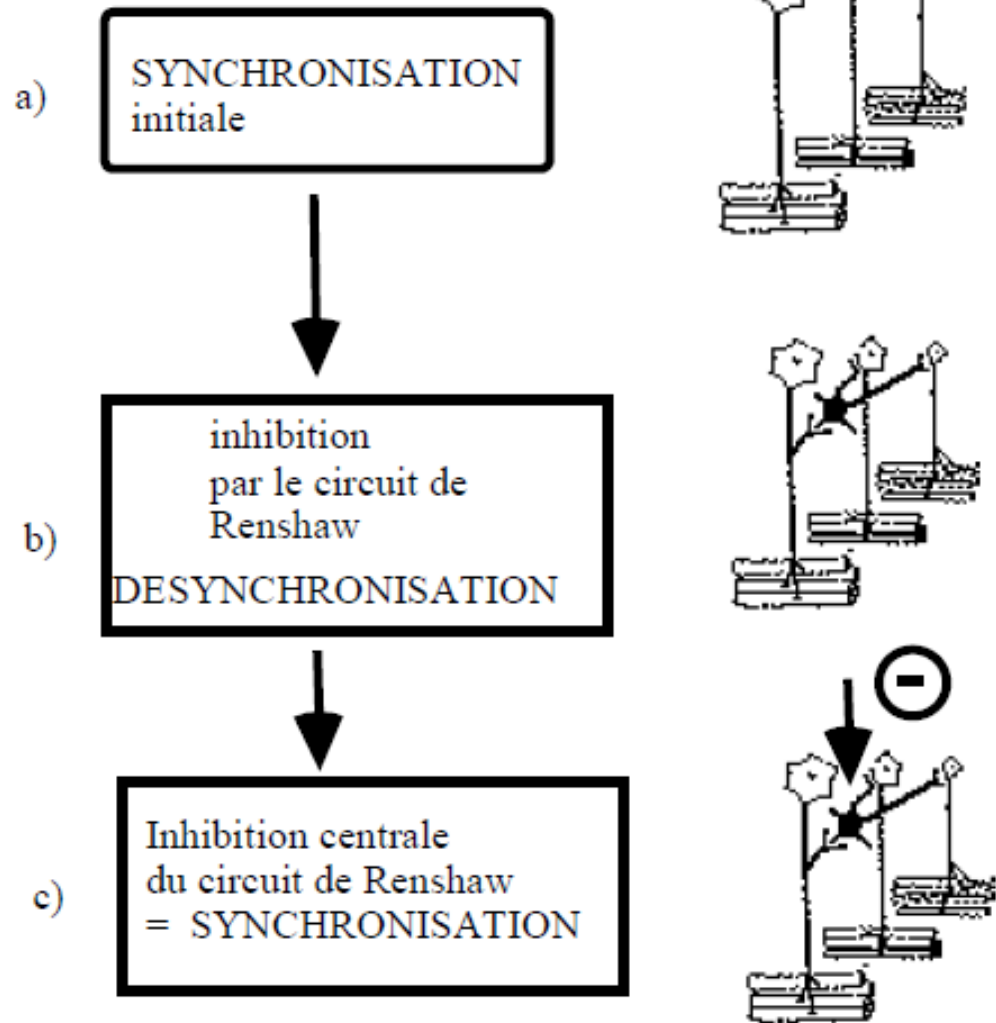 a)
SYNCHRONISATION
initiale
b)
inhibition
par le circuit de
Renshaw
DESYNCHRONISATION
-
c)
Inhibition centrale
du circuit de Renshaw
= SYNCHRONISATION